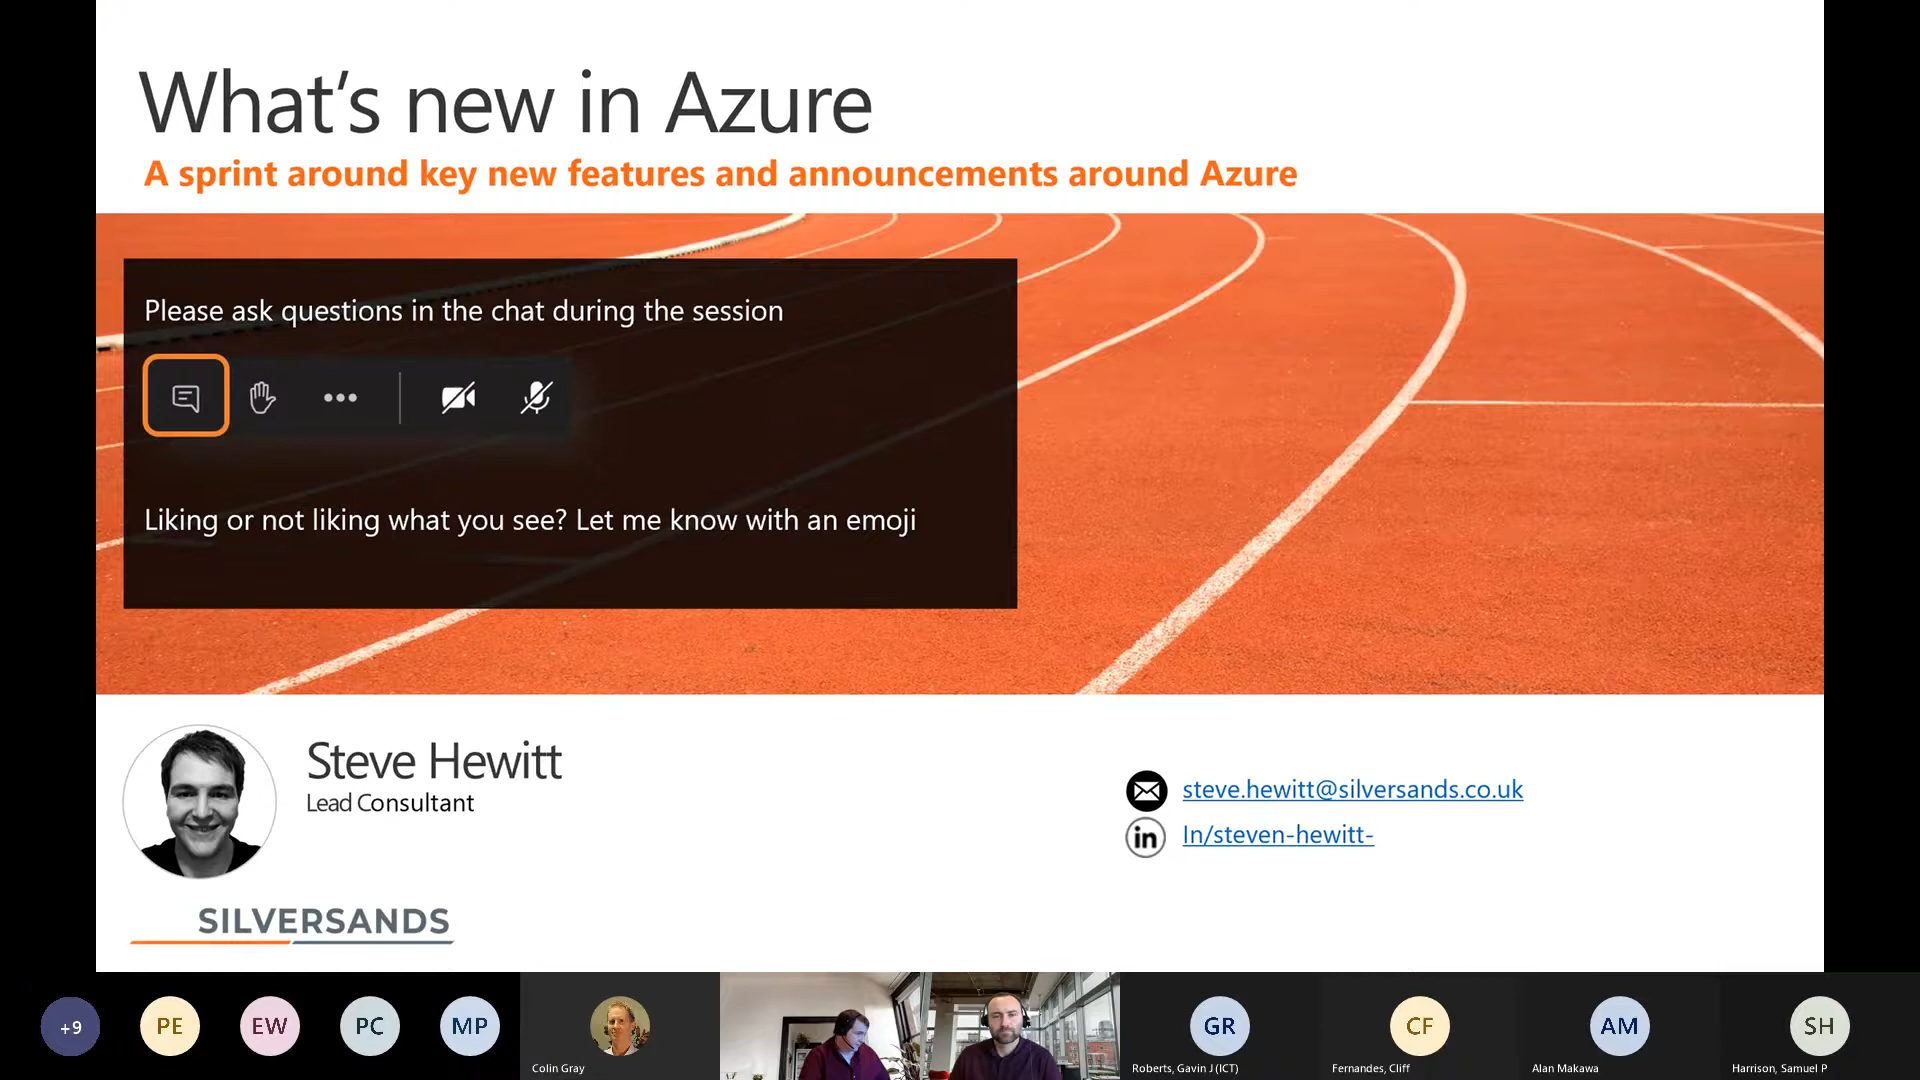 What's new in Azure
A sprint around key new features and announcements around Azure
Please ask questions in the chat during the session
Liking or not liking what you see? Let me know with an emoji
Steve Hewitt
Lead Consultant
steve.hewitt@silversands.co.uk
in
In/steven-hewitt-
SILVERSANDS
+9
PE
EW
PC
MP
GR
CF
AM
SH
Colin Gray
Roberts, Gavin J (ICT)
Fernandes, Cliff
Alan Makawa
Harrison, Samuel P